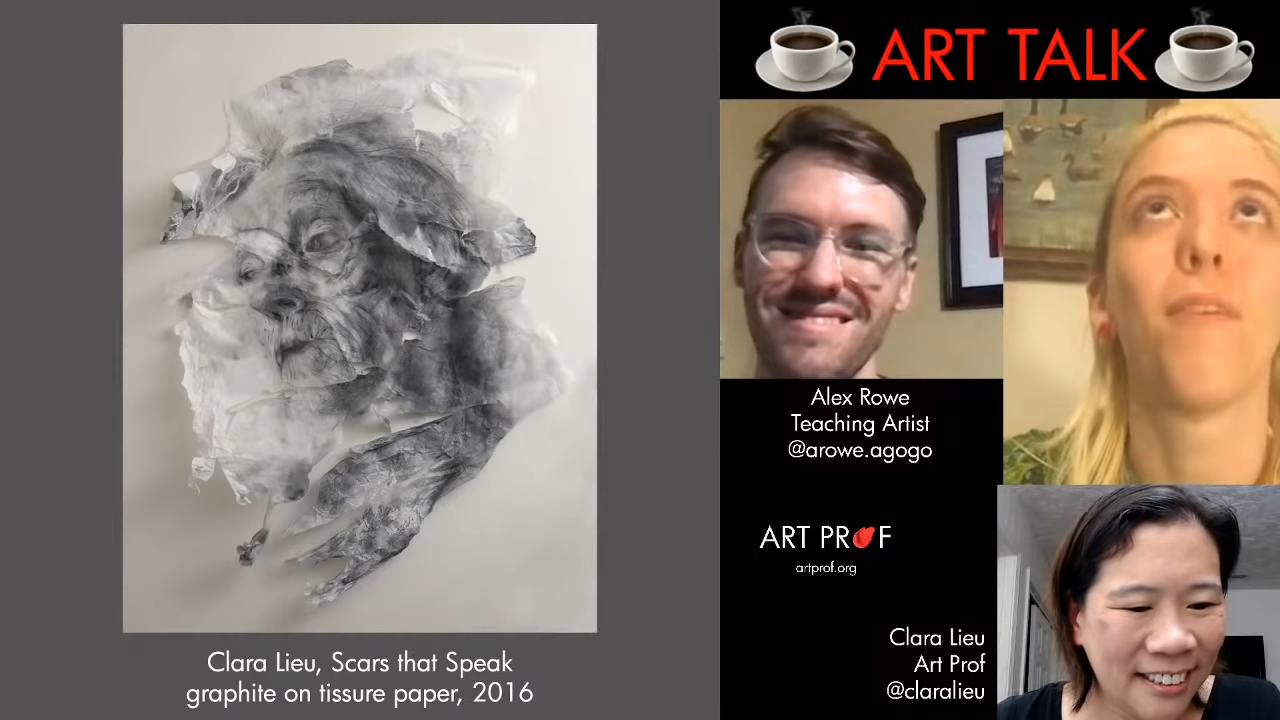 ART TALK
Alex Rowe
Teaching Artist
@arowe.agogo
ART PROF
artprof.org
Clara Lieu
Art Prof
@claralieu
Clara Lieu, Scars that Speak
graphite on tissure paper, 2016